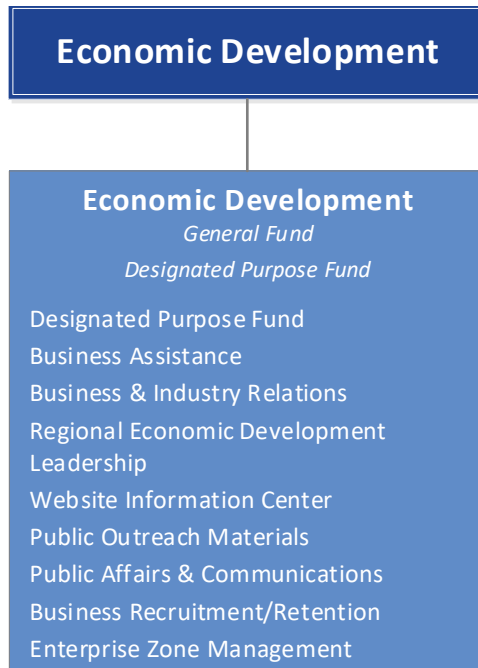 Economic Development
Economic Development
General Fund
Designated Purpose Fund
Designated Purpose Fund
Business Assistance
Business & Industry Relations
Regional Economic Development
Leadership
Website Information Center
Public Outreach Materials
Public Affairs & Communications
Business Recruitment/Retention
Enterprise Zone Management